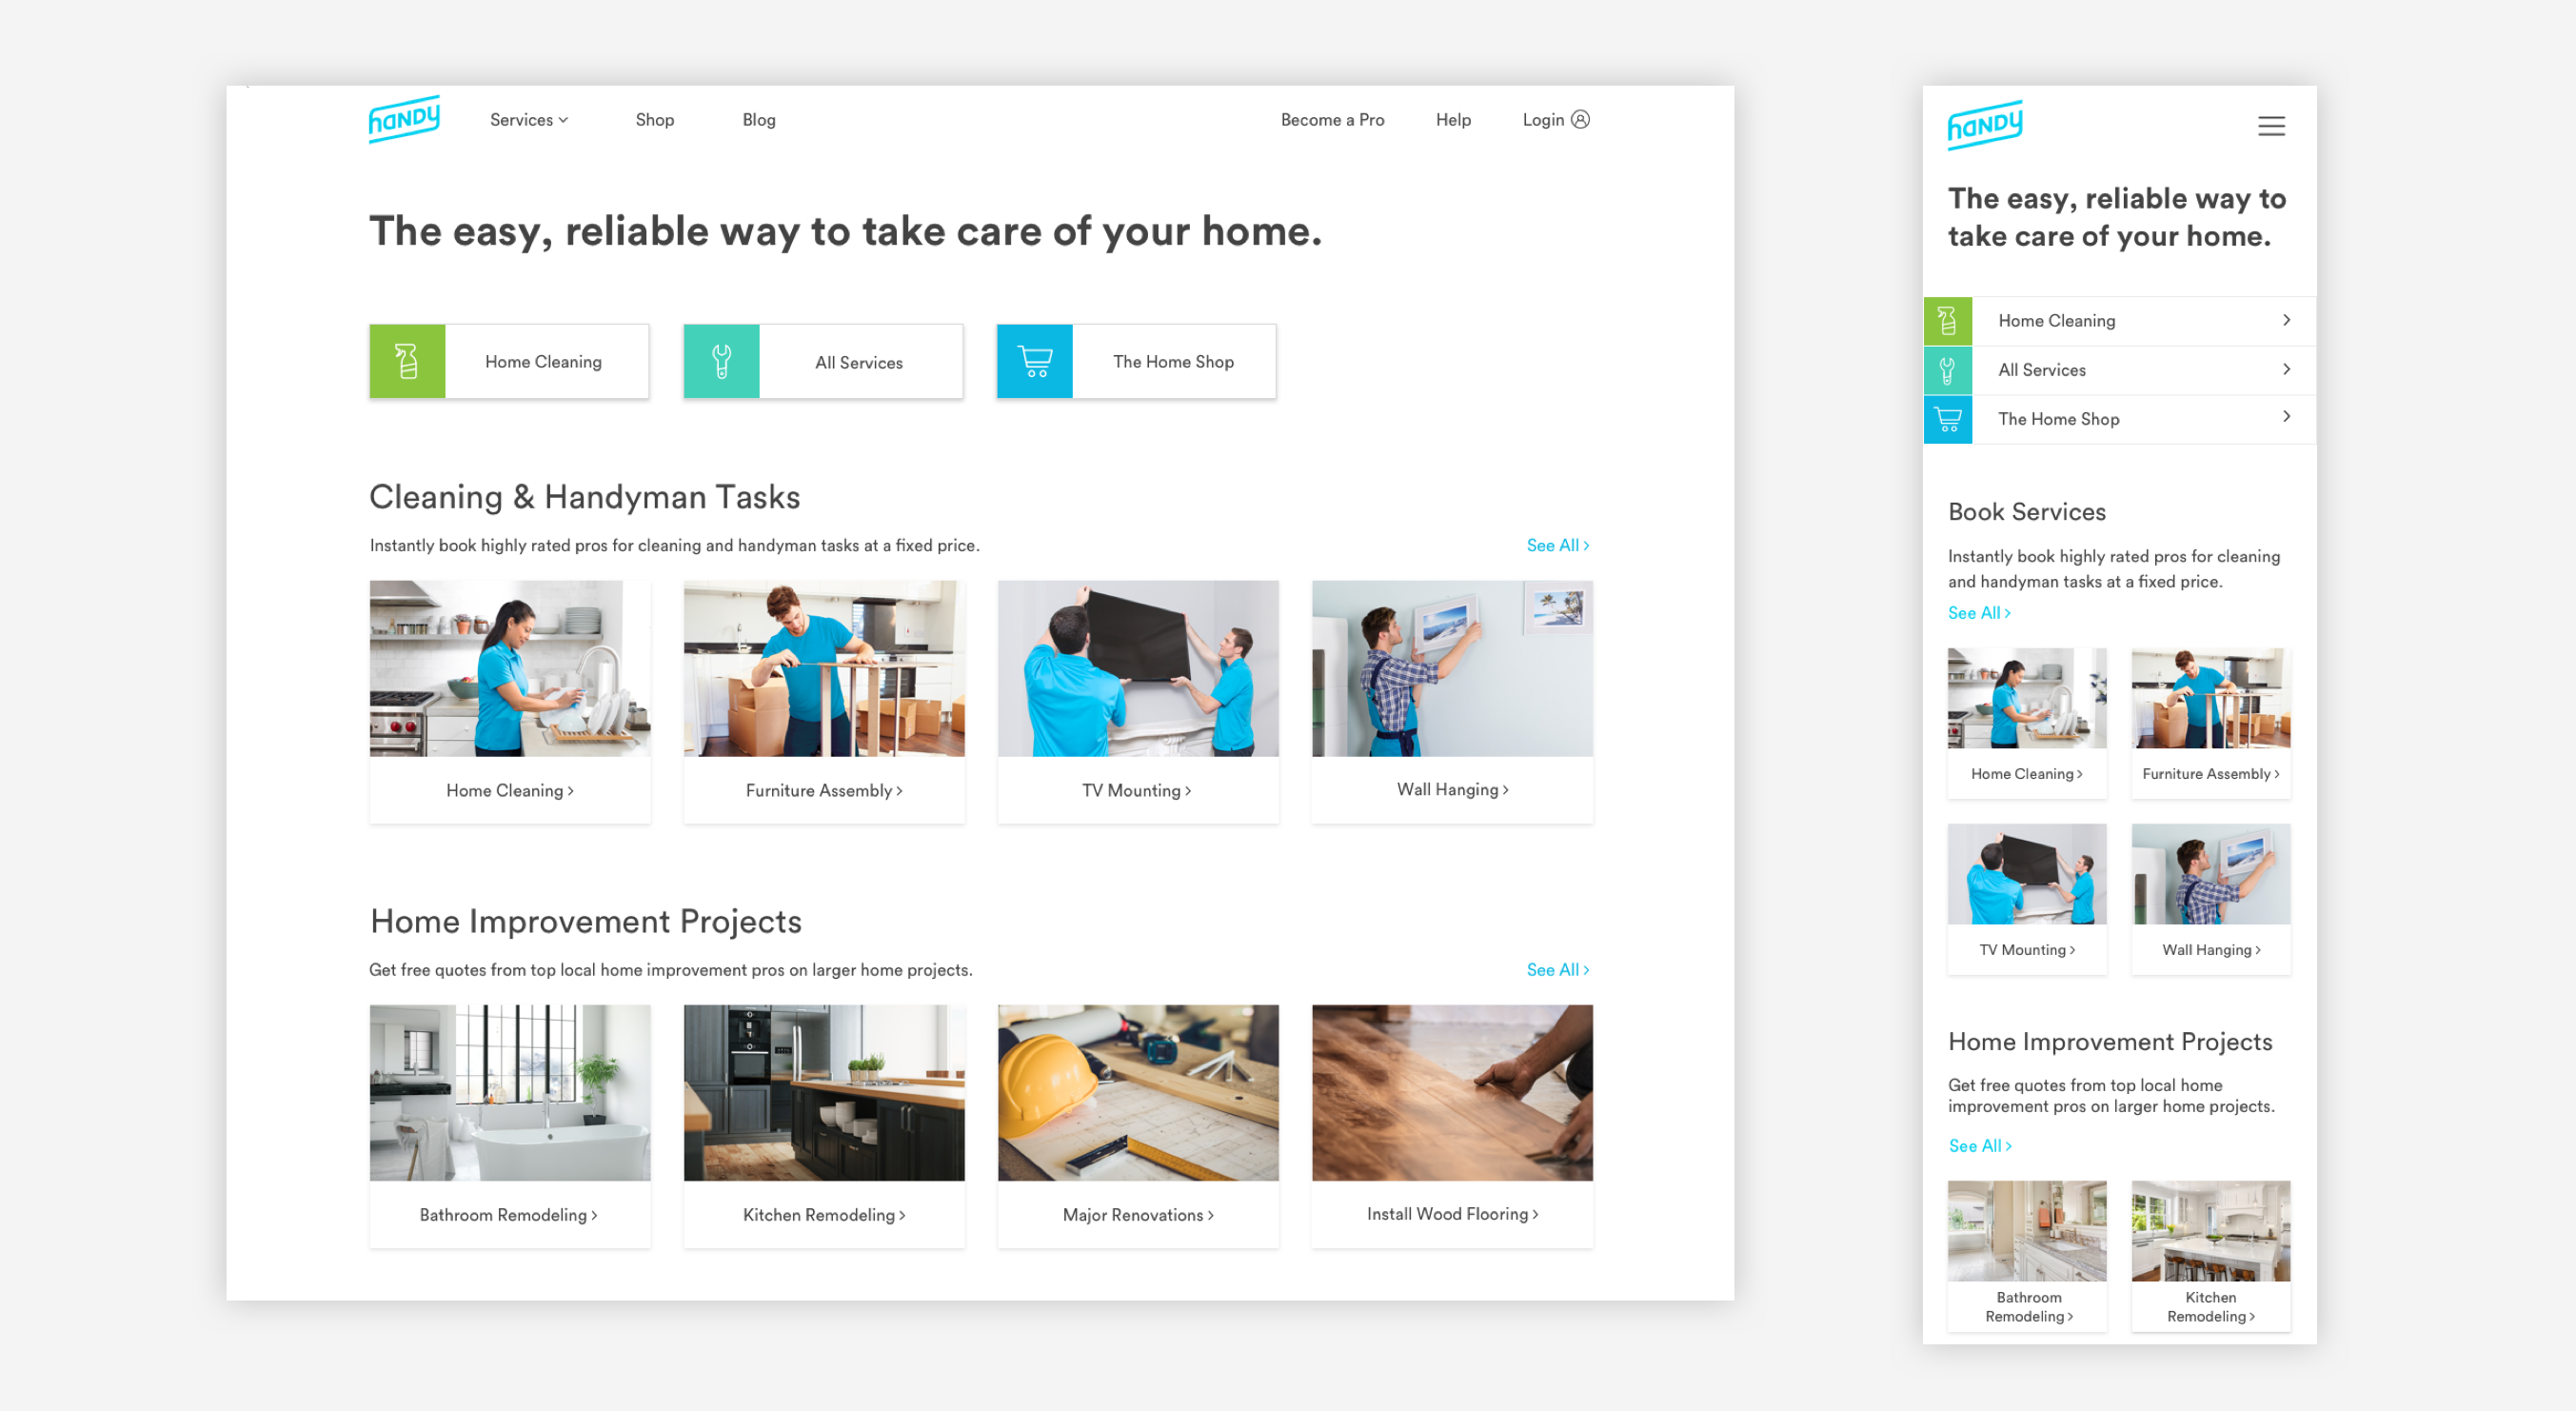 handy
Services
Shop
Blog
Become a Pro
Help
Login
The easy, reliable way to take care of your home.
Home Cleaning
All Services
The Home Shop
Cleaning & Handyman Tasks
Instantly book highly rated pros for cleaning and handyman tasks at a fixed price.
See All >
Home Cleaning >
Furniture Assembly >
TV Mounting >
Wall Hanging >
Home Improvement Projects
Get free quotes from top local home improvement pros on larger home projects.
See All >
Bathroom Remodeling >
Kitchen Remodeling >
Major Renovations >
Install Wood Flooring >
handy
The easy, reliable way to
take care of your home.
Home Cleaning >
All Services >
The Home Shop >
Book Services
Instantly book highly rated pros for cleaning
and handyman tasks at a fixed price.
See All >
Home Cleaning >
Furniture Assembly >
TV Mounting >
Wall Hanging >
Home Improvement Projects
Get free quotes from top local home
improvement pros on larger home projects.
See All >
Bathroom
Remodeling >
Kitchen
Remodeling >